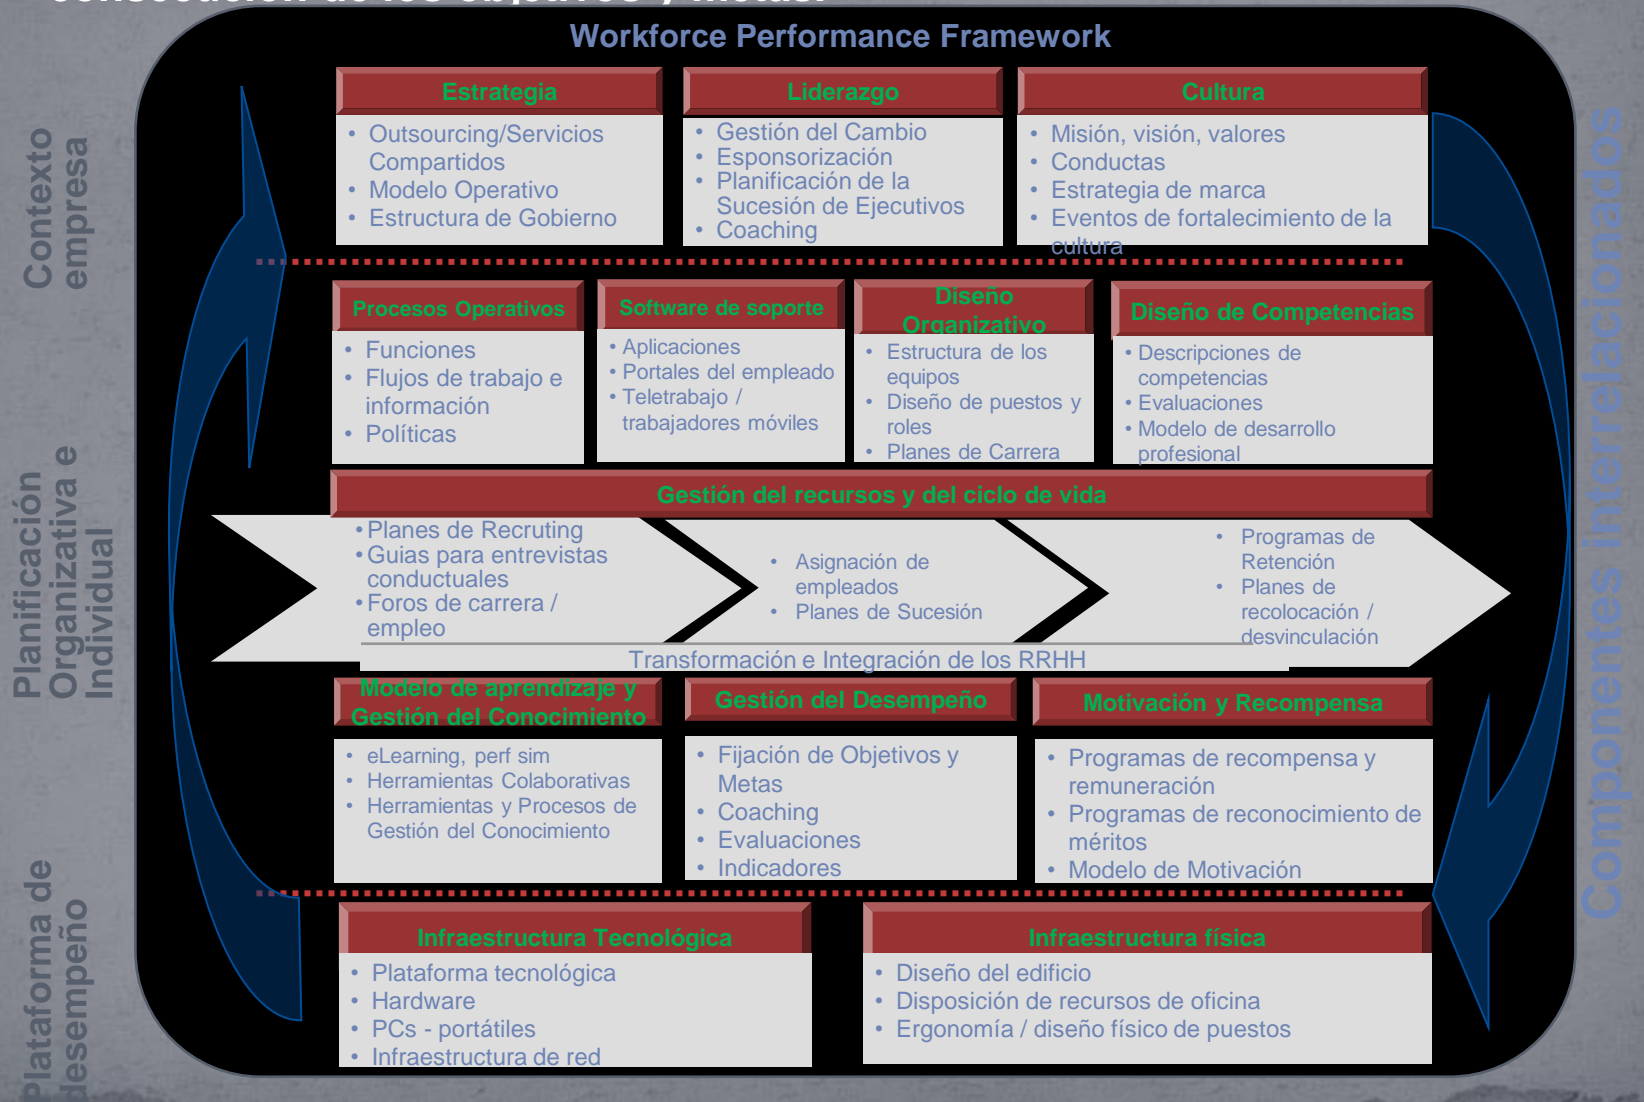 consecución de los objetivos y metas.
Workforce Performance Framework
Contexto
empresa
Estrategia
• Outsourcing/Servicios
Compartidos
• Modelo Operativo
• Estructura de Gobierno
Liderazgo
• Gestión del Cambio
• Esponsorización
• Planificación de la
Sucesión de Ejecutivos
• Coaching
Cultura
• Misión, visión, valores
• Conductas
• Estrategia de marca
• Eventos de fortalecimiento de la
cultura
Componentes interrelacionados
Planificación
Organizativa e
Individual
Procesos Operativos
• Funciones
• Flujos de trabajo e
información
• Políticas
Software de soporte
• Aplicaciones
• Portales del empleado
• Teletrabajo /
trabajadores móviles
Diseño
Organizativo
• Estructura de los
equipos
• Diseño de puestos y
roles
• Planes de Carrera
Diseño de Competencias
• Descripciones de
competencias
• Evaluaciones
• Modelo de desarrollo
profesional
Gestión del recursos y del ciclo de vida
• Planes de Recruting
• Guias para entrevistas
conductuales
• Foros de carrera /
empleo
• Asignación de
empleados
• Planes de Sucesión
• Programas de
Retención
• Planes de
recolocación /
desvinculación
Transformación e Integración de los RRHH
Modelo de aprendizaje y
Gestión del Conocimiento
• eLearning, perf sim
• Herramientas Colaborativas
• Herramientas y Procesos de
Gestión del Conocimiento
Gestión del Desempeño
• Fijación de Objetivos y
Metas
• Coaching
• Evaluaciones
• Indicadores
Motivación y Recompensa
• Programas de recompensa y
remuneración
• Programas de reconocimiento de
méritos
• Modelo de Motivación
Plataforma de
desempeño
Infraestructura Tecnológica
• Plataforma tecnológica
• Hardware
• PCs - portátiles
• Infraestructura de red
Infraestructura física
• Diseño del edificio
• Disposición de recursos de oficina
• Ergonomía / diseño físico de puestos